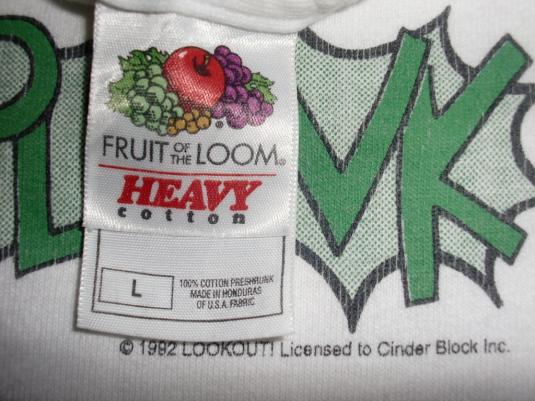 FRUIT OF THE LOOM®
HEAVY
cotton
L
100% COTTON PRESHRUNK
MADE IN HONDURAS
OF U.S.A. FABRIC
© 1992 LOOKOUT! Licensed to Cinder Block Inc.